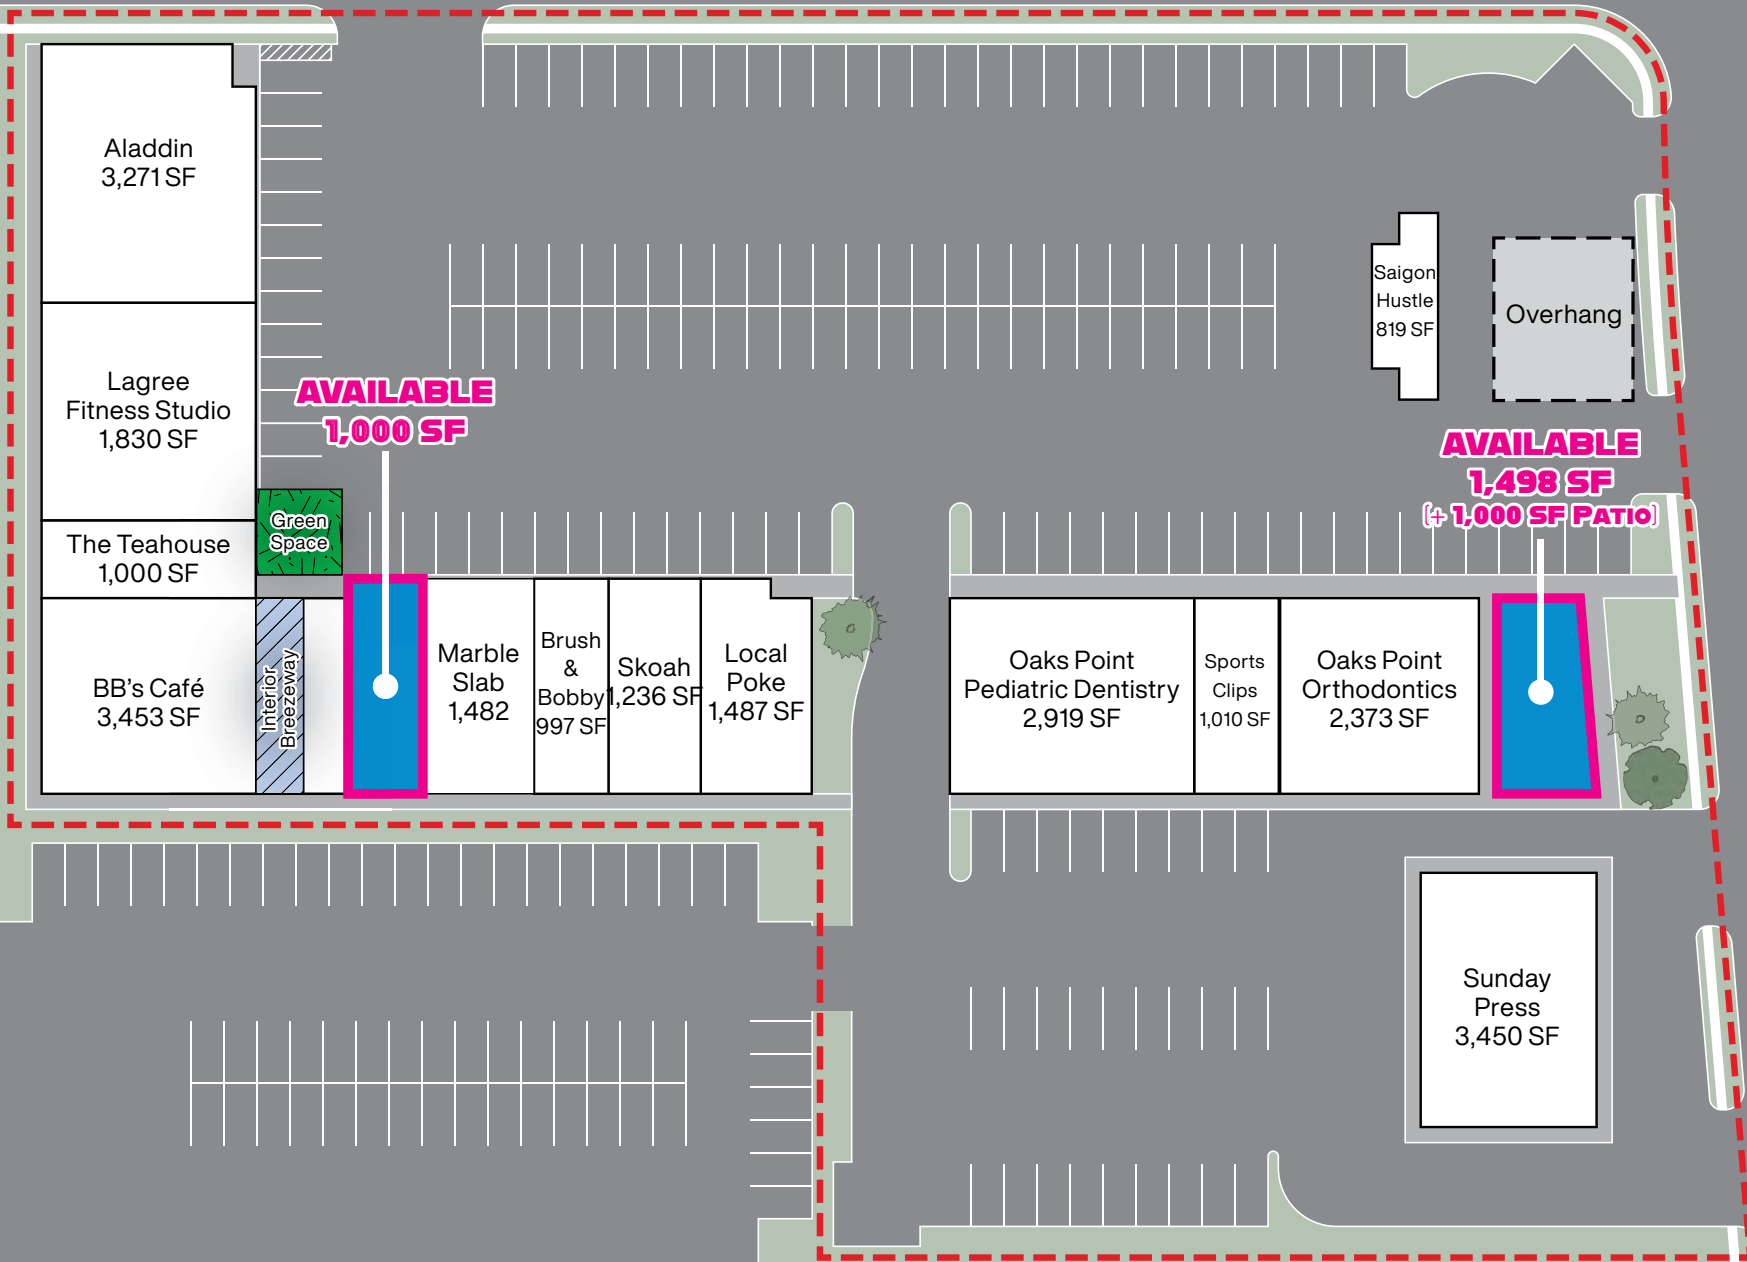 Aladdin
3,271 SF
Lagree
Fitness Studio
1,830 SF
The Teahouse
1,000 SF
BB's Café
3,453 SF
Green
Space
Interior
Breezeway
AVAILABLE
1,000 SF
Marble
Slab
1,482
Brush
&
Bobby
997 SF
Skoah
1,236 SF
Local
Poke
1,487 SF
Saigon
Hustle
819 SF
Overhang
AVAILABLE
1,498 SF
(+ 1,000 SF PATIO)
Oaks Point
Pediatric Dentistry
2,919 SF
Sports
Clips
1,010 SF
Oaks Point
Orthodontics
2,373 SF
Sunday
Press
3,450 SF